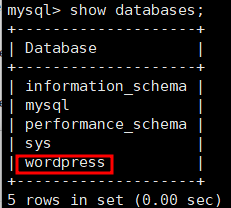 mysql> show databases;
+--------------------+
| Database           |
+--------------------+
| information_schema |
| mysql              |
| performance_schema |
| sys                |
| wordpress          |
+--------------------+
5 rows in set (0.00 sec)